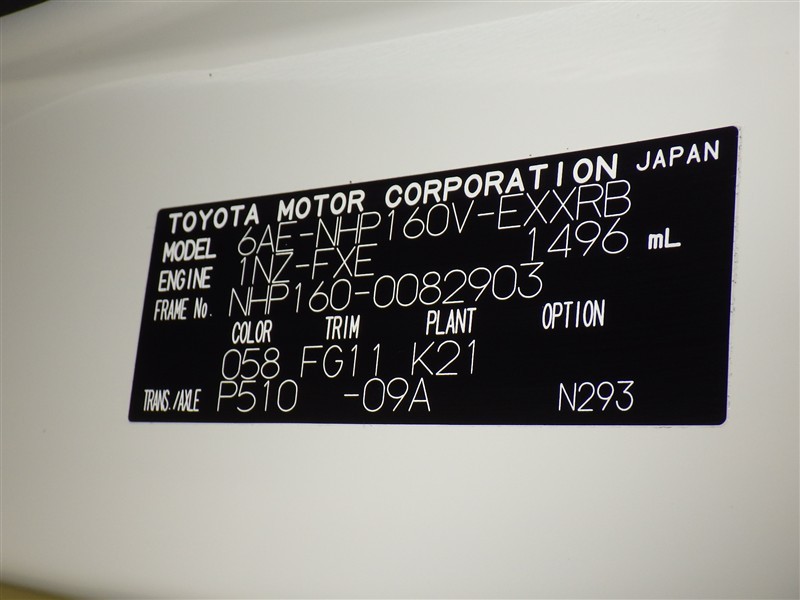 TOYOTA MOTOR CORPORATION JAPAN
MODEL 6AE-NHP160V-EXXRB
ENGINE 1NZ-FXE 1496 mL
FRAME No. NHP160-0082903
COLOR TRIM PLANT OPTION
058 FG11 K21
TRANS./AXLE P510 -09A N293